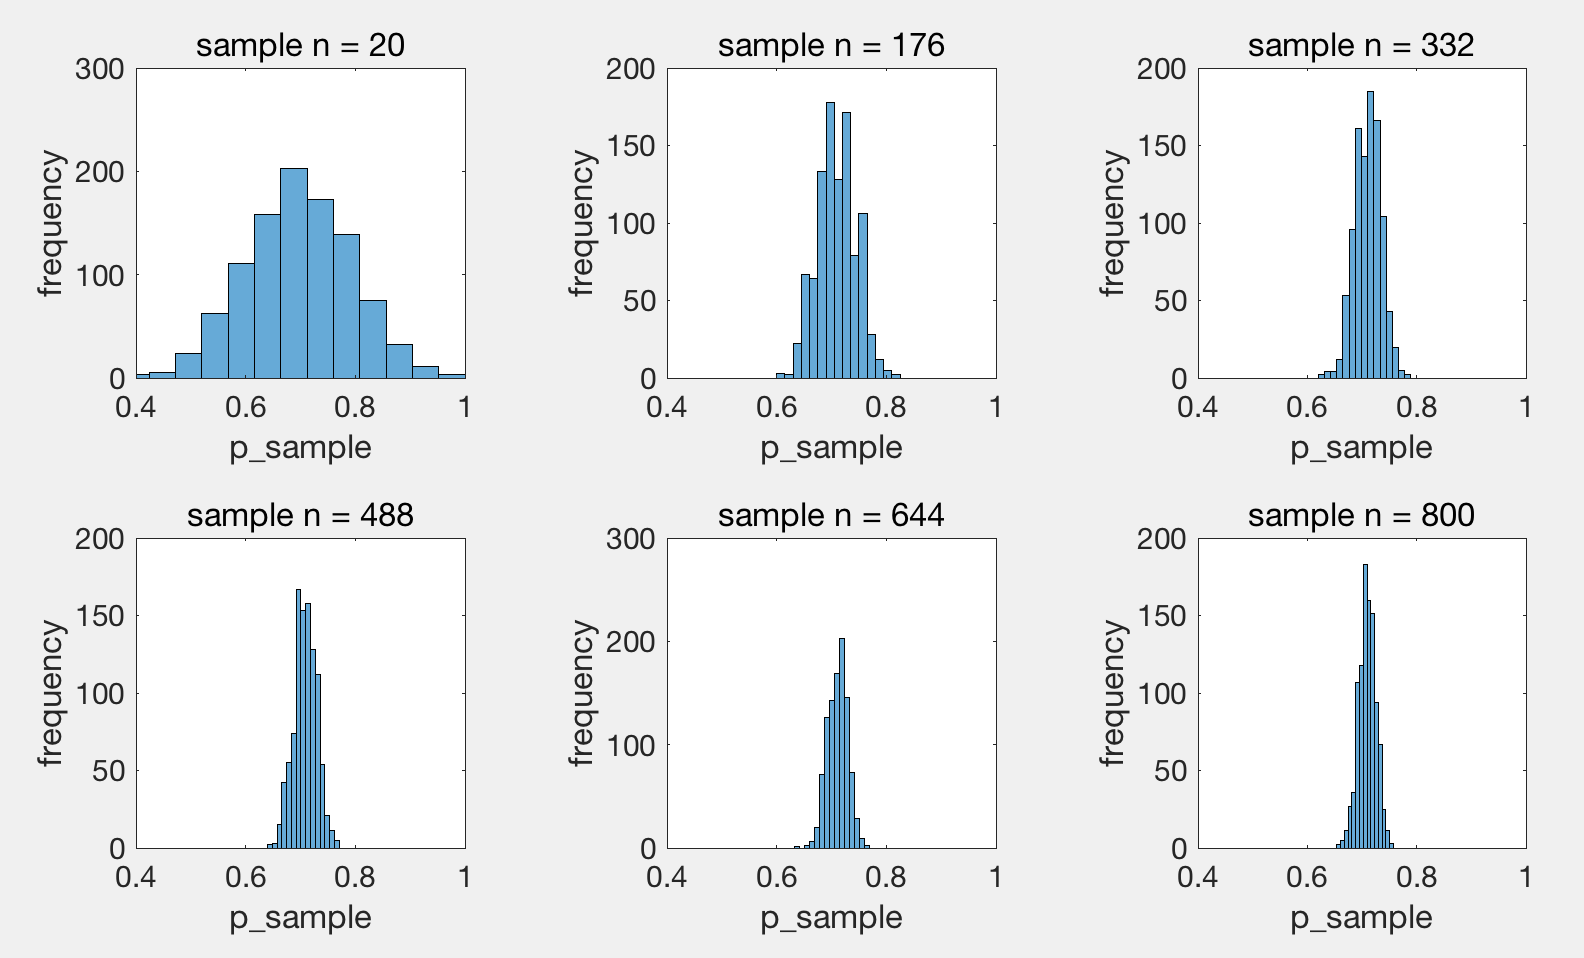 sample n = 20
300
200
100
0
frequency
0.4 0.6 0.8 1
p_sample
sample n = 176
200
150
100
50
0
frequency
0.4 0.6 0.8 1
p_sample
sample n = 332
200
150
100
50
0
frequency
0.4 0.6 0.8 1
p_sample
sample n = 488
200
150
100
50
0
frequency
0.4 0.6 0.8 1
p_sample
sample n = 644
300
200
100
0
frequency
0.4 0.6 0.8 1
p_sample
sample n = 800
200
150
100
50
0
frequency
0.4 0.6 0.8 1
p_sample